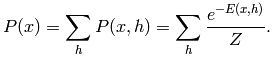 P(x) = \sum_h P(x, h) = \sum_h \frac{e^{-E(x,h)}}{Z}.